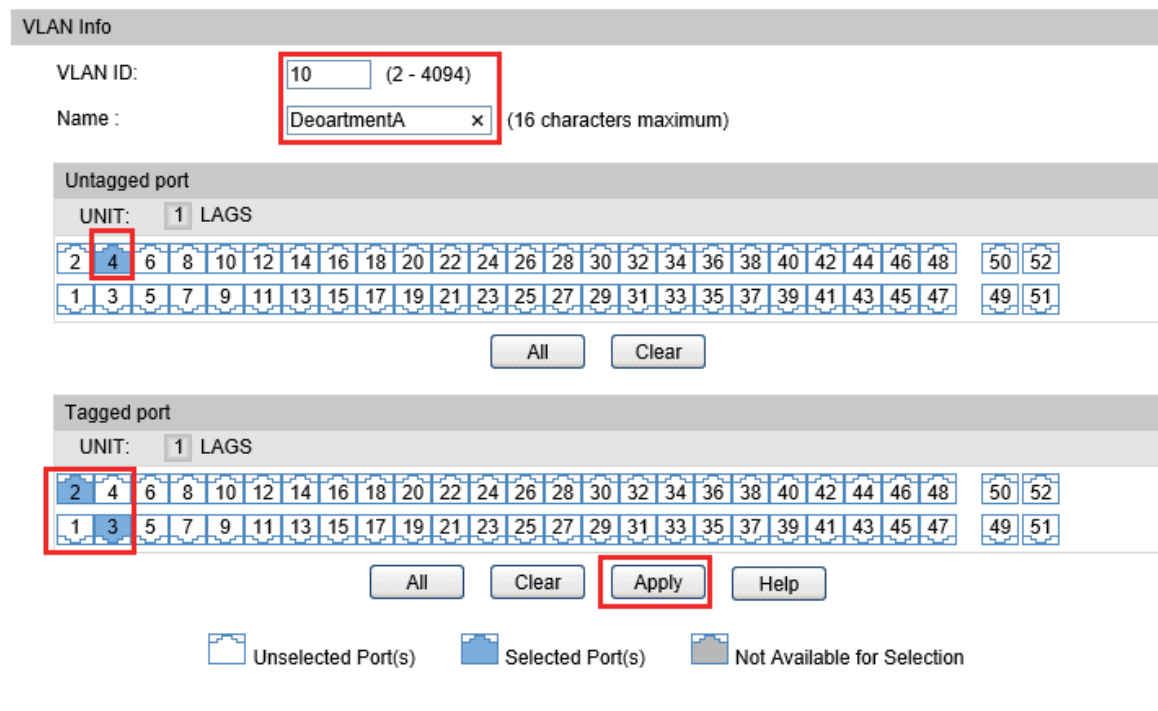 VLAN Info
VLAN ID: 10 (2 - 4094)
Name : DeoartmentA × (16 characters maximum)
Untagged port
UNIT: 1 LAGS
2 4 6 8 10 12 14 16 18 20 22 24 26 28 30 32 34 36 38 40 42 44 46 48 50 52
1 3 5 7 9 11 13 15 17 19 21 23 25 27 29 31 33 35 37 39 41 43 45 47 49 51
All Clear
Tagged port
UNIT: 1 LAGS
2 4 6 8 10 12 14 16 18 20 22 24 26 28 30 32 34 36 38 40 42 44 46 48 50 52
1 3 5 7 9 11 13 15 17 19 21 23 25 27 29 31 33 35 37 39 41 43 45 47 49 51
All Clear Apply Help
Unselected Port(s) Selected Port(s) Not Available for Selection